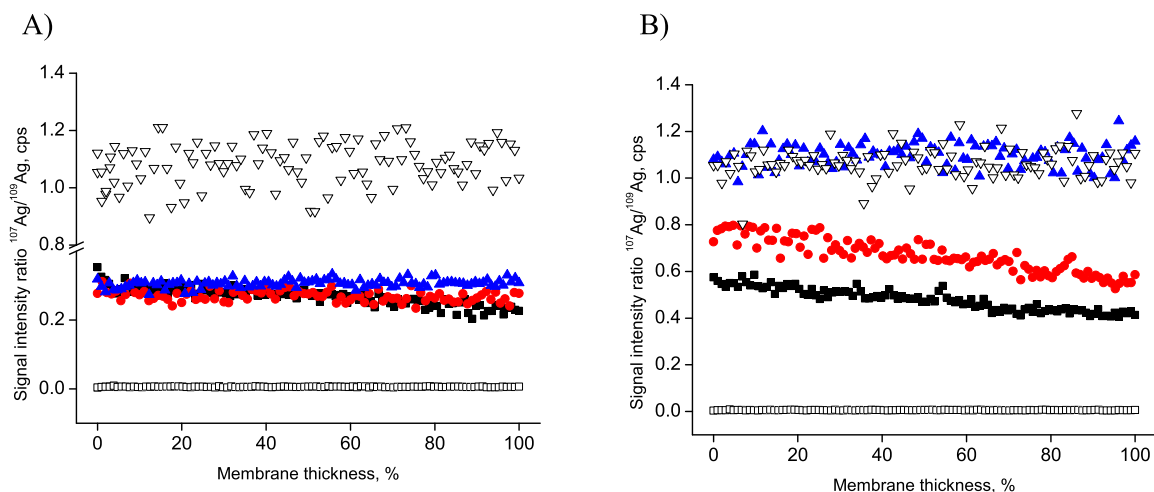 A)
Signal intensity ratio ¹⁰⁷Ag/¹⁰⁹Ag, cps
1.4
1.2
1.0
0.8
0.2
0.0
0 20 40 60 80 100
Membrane thickness, %
B)
Signal intensity ratio ¹⁰⁷Ag/¹⁰⁹Ag, cps
1.4
1.2
1.0
0.8
0.6
0.4
0.2
0.0
0 20 40 60 80 100
Membrane thickness, %